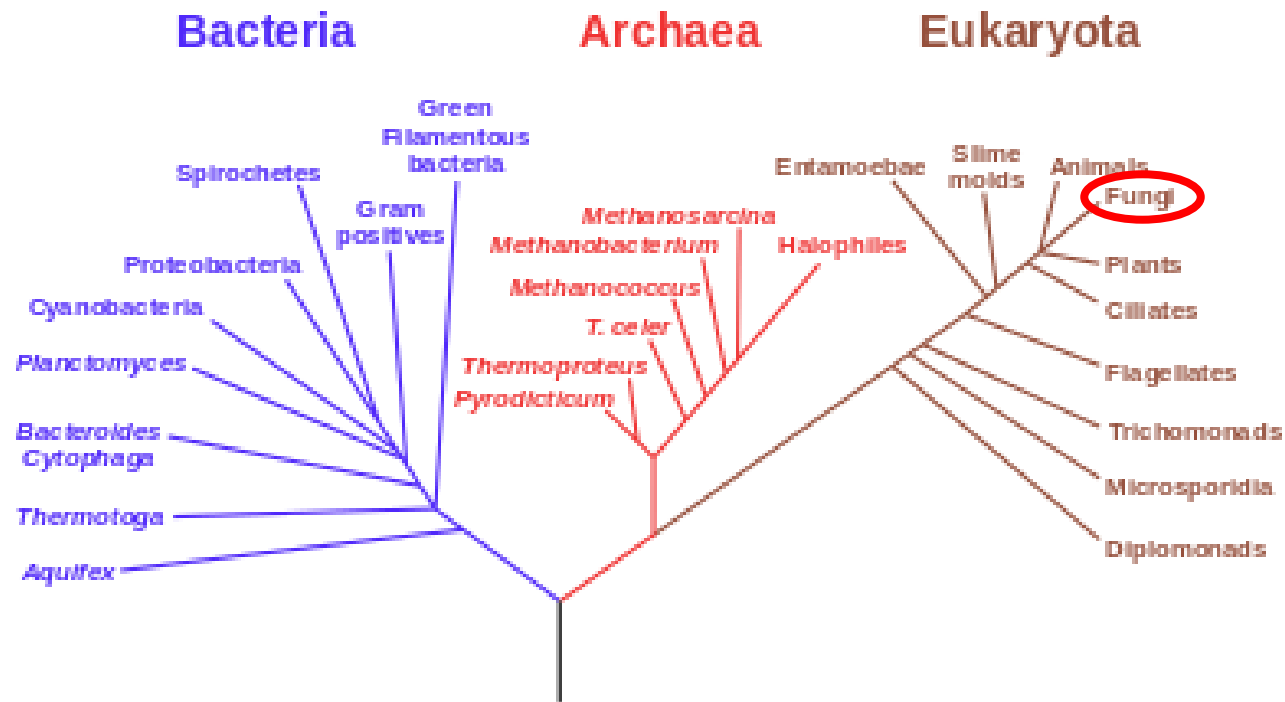 Bacteria
Archaea
Eukaryota
Green
Filamentous
bacteria
Spirochetes
Gram
positives
Proteobacteria
Cyanobacteria
Planctomyces
Bacteroides
Cytophaga
Thermotoga
Aquifex
Methanosarcina
Methanobacterium
Halophiles
Methanococcus
T. celer
Thermoproteus
Pyrodicticum
Entamoebae
Slime
molds
Animals
Fungi
Plants
Ciliates
Flagellates
Trichomonads
Microsporidia
Diplomonads